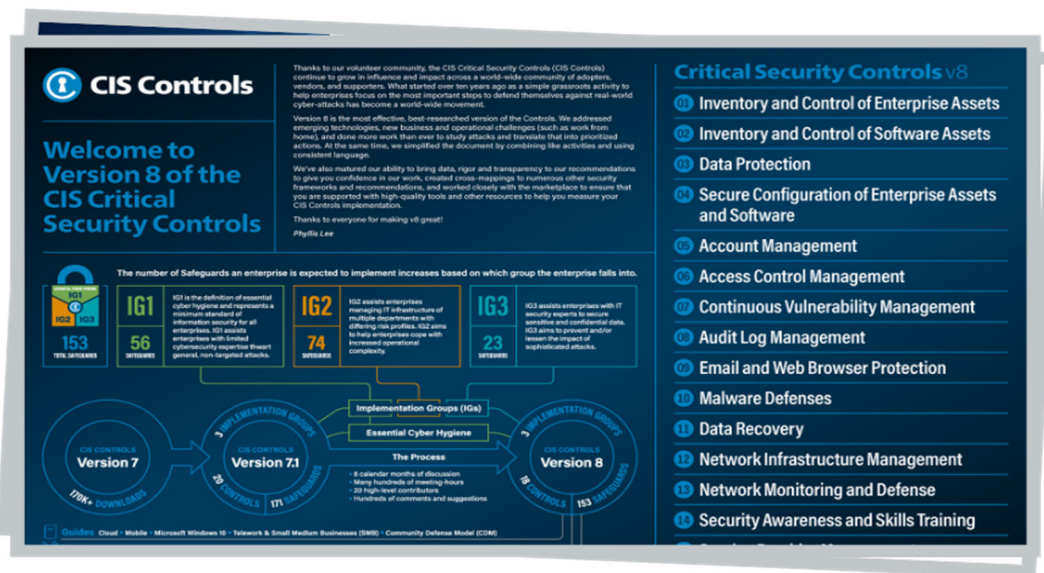 CIS Controls
Welcome to
Version 8 of the
CIS Critical
Security Controls
Thanks to our volunteer community, the CIS Critical Security Controls (CIS Controls)
continue to grow in influence and impact across a world-wide community of adopters,
vendors, and supporters. What started over ten years ago as a simple grassroots activity to
help enterprises focus on the most important steps to defend themselves against real-world
cyber-attacks has become a world-wide movement.
Version 8 is the most effective, best-researched version of the Controls. We addressed
emerging technologies, new business and operational challenges (such as work from
home), and done more work than ever to study attacks and translate that into prioritized
actions. At the same time, we simplified the document by combining like activities and using
consistent language.
We've also matured our ability to bring data, rigor and transparency to our recommendations
to give you confidence in our work, created cross-mappings to numerous other security
frameworks and recommendations, and worked closely with the marketplace to ensure that
you are supported with high-quality tools and other resources to help you measure your
CIS Controls implementation.
Thanks to everyone for making v8 great!
Phyllis Lee
The number of Safeguards an enterprise is expected to implement increases based on which group the enterprise falls into.
IG1
IG2 IG3
153
TOTAL SAFEGUARDS
IG1
56
SAFEGUARDS
IG1 is the definition of essential
cyber hygiene and represents a
minimum standard of
information security for all
enterprises. IG1 assists
enterprises with limited
cybersecurity expertise thwart
general, non-targeted attacks.
IG2
74
SAFEGUARDS
IG2 assists enterprises
managing IT infrastructure of
multiple departments with
differing risk profiles. IG2 aims
to help enterprises cope with
increased operational
complexity.
IG3
23
SAFEGUARDS
IG3 assists enterprises with IT
security experts to secure
sensitive and confidential data.
IG3 aims to prevent and/or
lessen the impact of
sophisticated attacks.
Implementation Groups (IGs)
Essential Cyber Hygiene
The Process
• 6 calendar months of discussion
• Many hundreds of meeting-hours
• 20 high-level contributors
• Hundreds of comments and suggestions
CIS CONTROLS
Version 7
170K+ DOWNLOADS
3 IMPLEMENTATION GROUPS
CIS CONTROLS
Version 7.1
20 CONTROLS
171 SAFEGUARDS
3 IMPLEMENTATION GROUPS
CIS CONTROLS
Version 8
18 CONTROLS
153 SAFEGUARDS
Guides Cloud • Mobile • Microsoft Windows 10 • Telework & Small Medium Businesses (SMB) • Community Defense Model (CDM)
Critical Security Controls v8
01 Inventory and Control of Enterprise Assets
02 Inventory and Control of Software Assets
03 Data Protection
04 Secure Configuration of Enterprise Assets
and Software
05 Account Management
06 Access Control Management
07 Continuous Vulnerability Management
08 Audit Log Management
09 Email and Web Browser Protection
10 Malware Defenses
11 Data Recovery
12 Network Infrastructure Management
13 Network Monitoring and Defense
14 Security Awareness and Skills Training